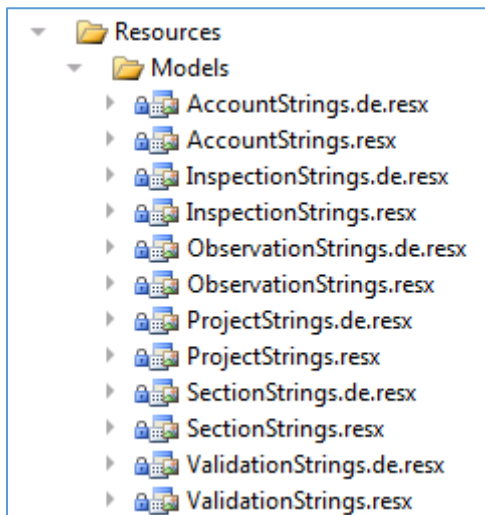 Resources
Models
AccountStrings.de.resx
AccountStrings.resx
InspectionStrings.de.resx
InspectionStrings.resx
ObservationStrings.de.resx
ObservationStrings.resx
ProjectStrings.de.resx
ProjectStrings.resx
SectionStrings.de.resx
SectionStrings.resx
ValidationStrings.de.resx
ValidationStrings.resx